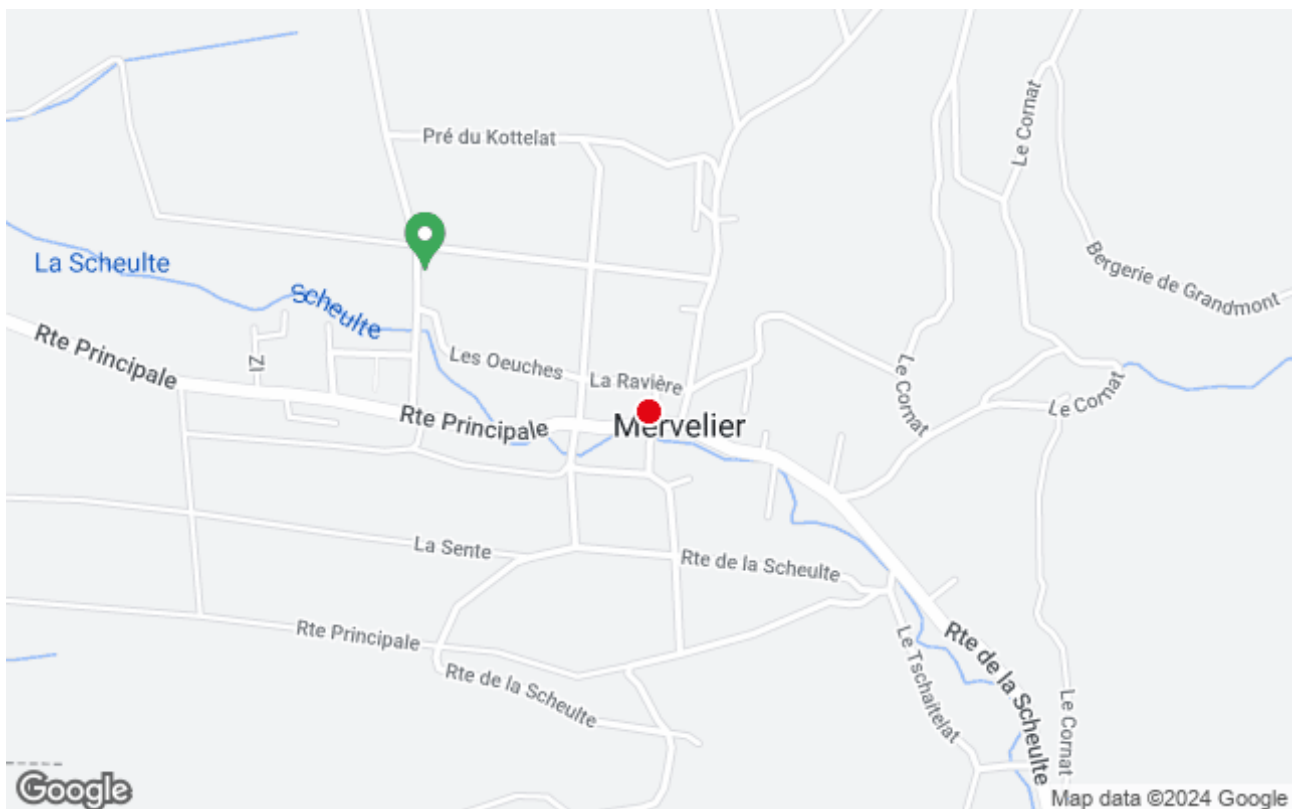 Le Cornat
Pré du Kottelat
La Scheulte
Bergerie de Grandmont
Scheulte
Rte Principale
ZI
Les Oeuches
La Ravière
Le Cornat
Le Cornat
Rte Principale
Mervelier
La Sente
Rte de la Scheulte
Rte Principale
Rte de la Scheulte
Le Tschaitelat
Rte de la Scheulte
Le Cornat
Google
Map data ©2024 Google